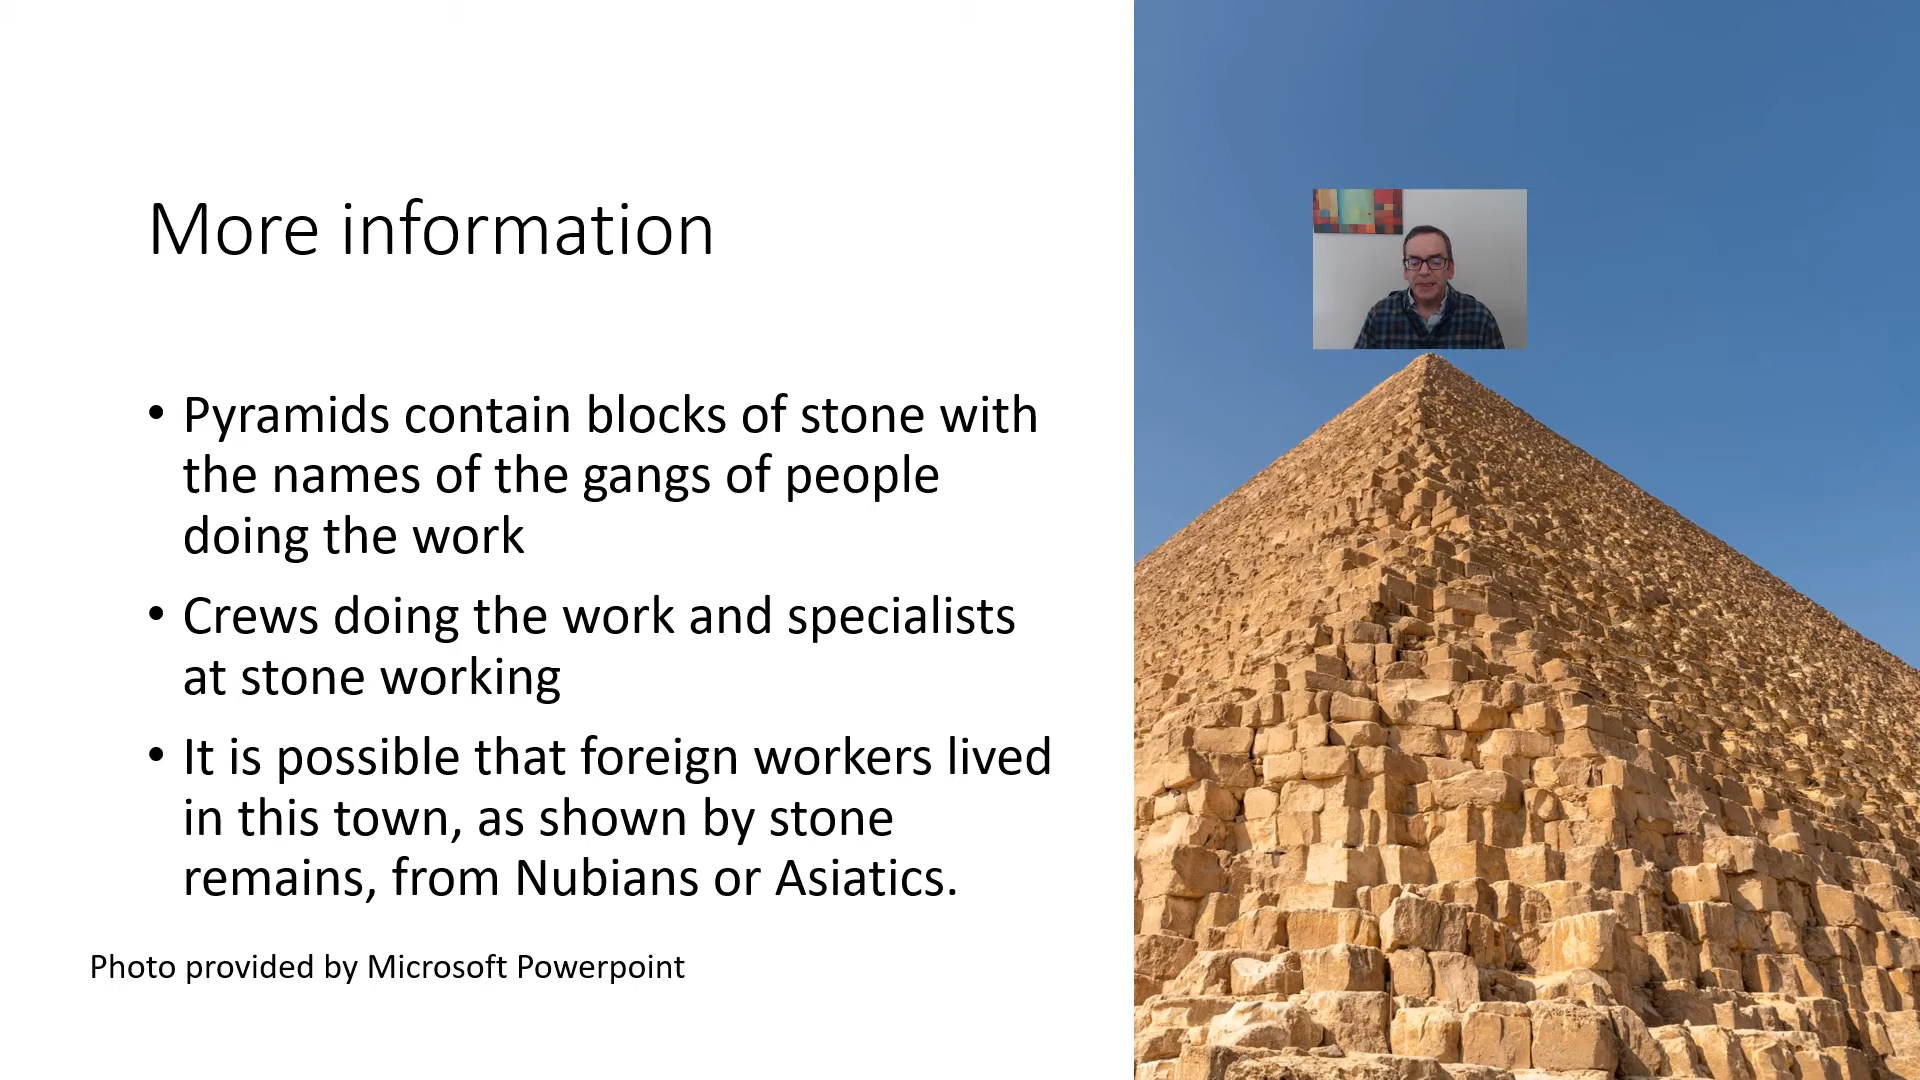 More information
• Pyramids contain blocks of stone with
the names of the gangs of people
doing the work
• Crews doing the work and specialists
at stone working
• It is possible that foreign workers lived
in this town, as shown by stone
remains, from Nubians or Asiatics.
Photo provided by Microsoft Powerpoint